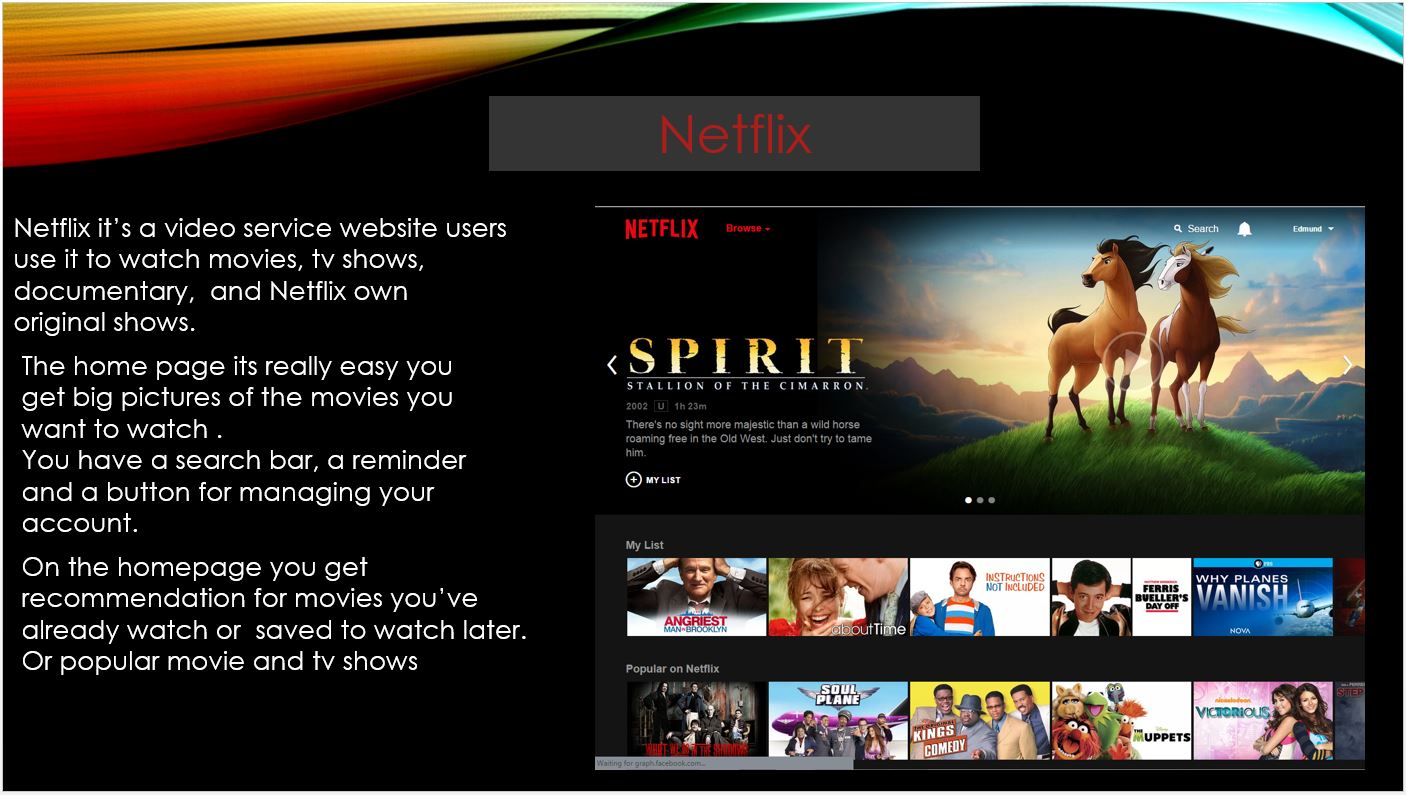 Netflix
Netflix it's a video service website users
use it to watch movies, tv shows,
documentary,  and Netflix own
original shows.
The home page its really easy you
get big pictures of the movies you
want to watch .
You have a search bar, a reminder
and a button for managing your
account.
On the homepage you get
recommendation for movies you've
already watch or  saved to watch later.
Or popular movie and tv shows
NETFLIX
Browse
Search
Edmund
SPIRIT
STALLION OF THE CIMARRON
2002 U 1h 23m
There's no sight more majestic than a wild horse
roaming free in the Old West. Just don't try to tame
him.
MY LIST
My List
ANGRIEST
MAN IN BROOKLYN
aboutTime
INSTRUCTIONS
NOT INCLUDED
MATTHEW BRODERICK
FERRIS
BUELLER'S
DAY OFF
PBS
WHY PLANES
VANISH
NOVA
Popular on Netflix
WHAT WE DO IN THE SHADOWS
SOUL
PLANE
THE ORIGINAL
KINGS
OF
COMEDY
Disney
THE MUPPETS
nickelodeon
VICTORiOUS
STEP
Waiting for graph.facebook.com...